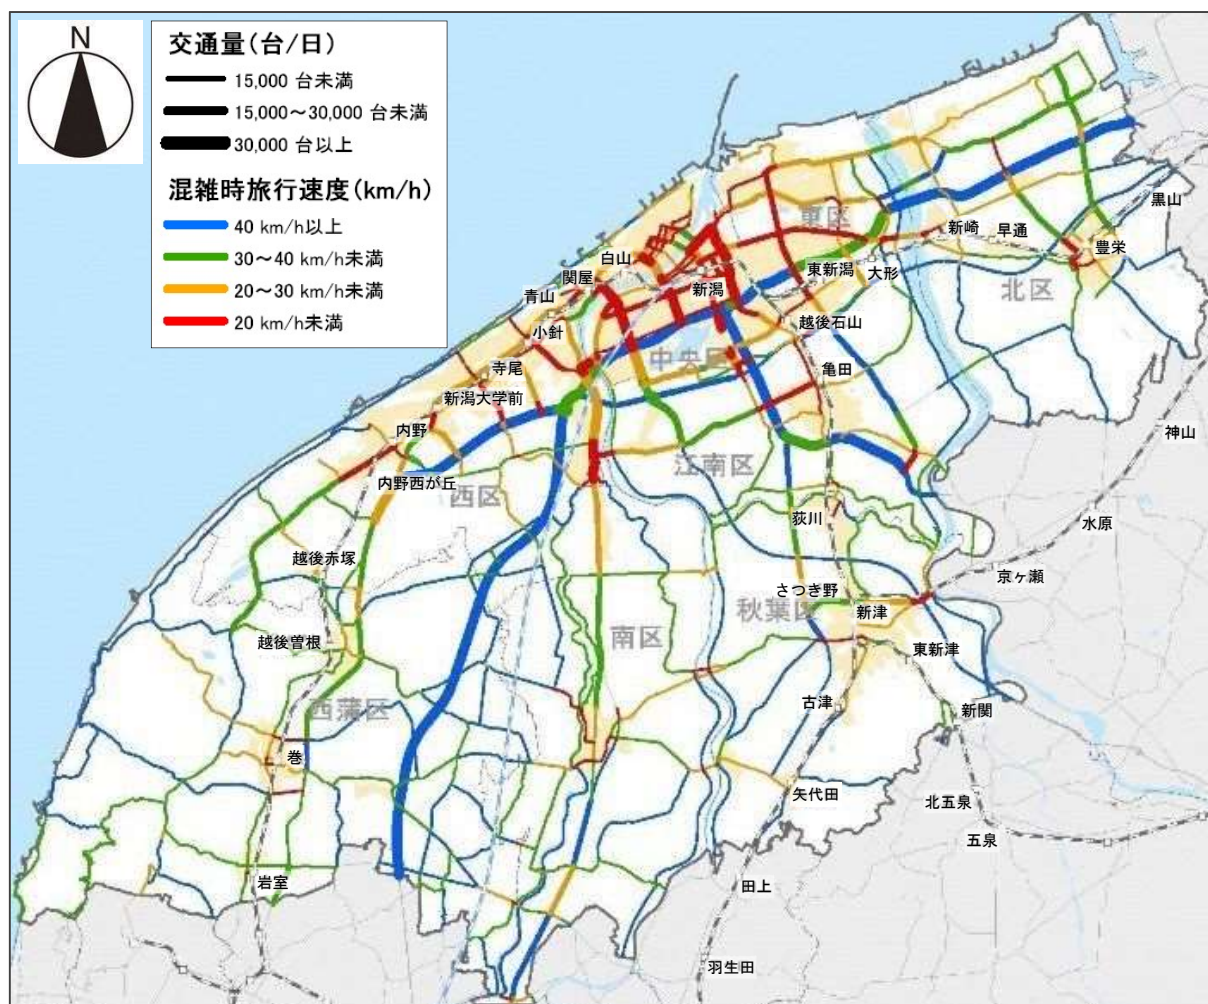 N
交通量(台/日)
15,000 台未満
15,000～30,000 台未満
30,000 台以上
混雑時旅行速度(km/h)
40 km/h以上
30～40 km/h未満
20～30 km/h未満
20 km/h未満
黒山
東区
新崎
早通
豊栄
白山
関屋
東新潟
大形
新潟
北区
青山
小針
越後石山
中央区
寺尾
亀田
新潟大学前
内野
神山
江南区
内野西が丘
西区
荻川
水原
越後赤塚
京ヶ瀬
さつき野
秋葉区
新津
南区
越後曽根
東新津
西蒲区
古津
新関
巻
矢代田
北五泉
五泉
岩室
田上
羽生田